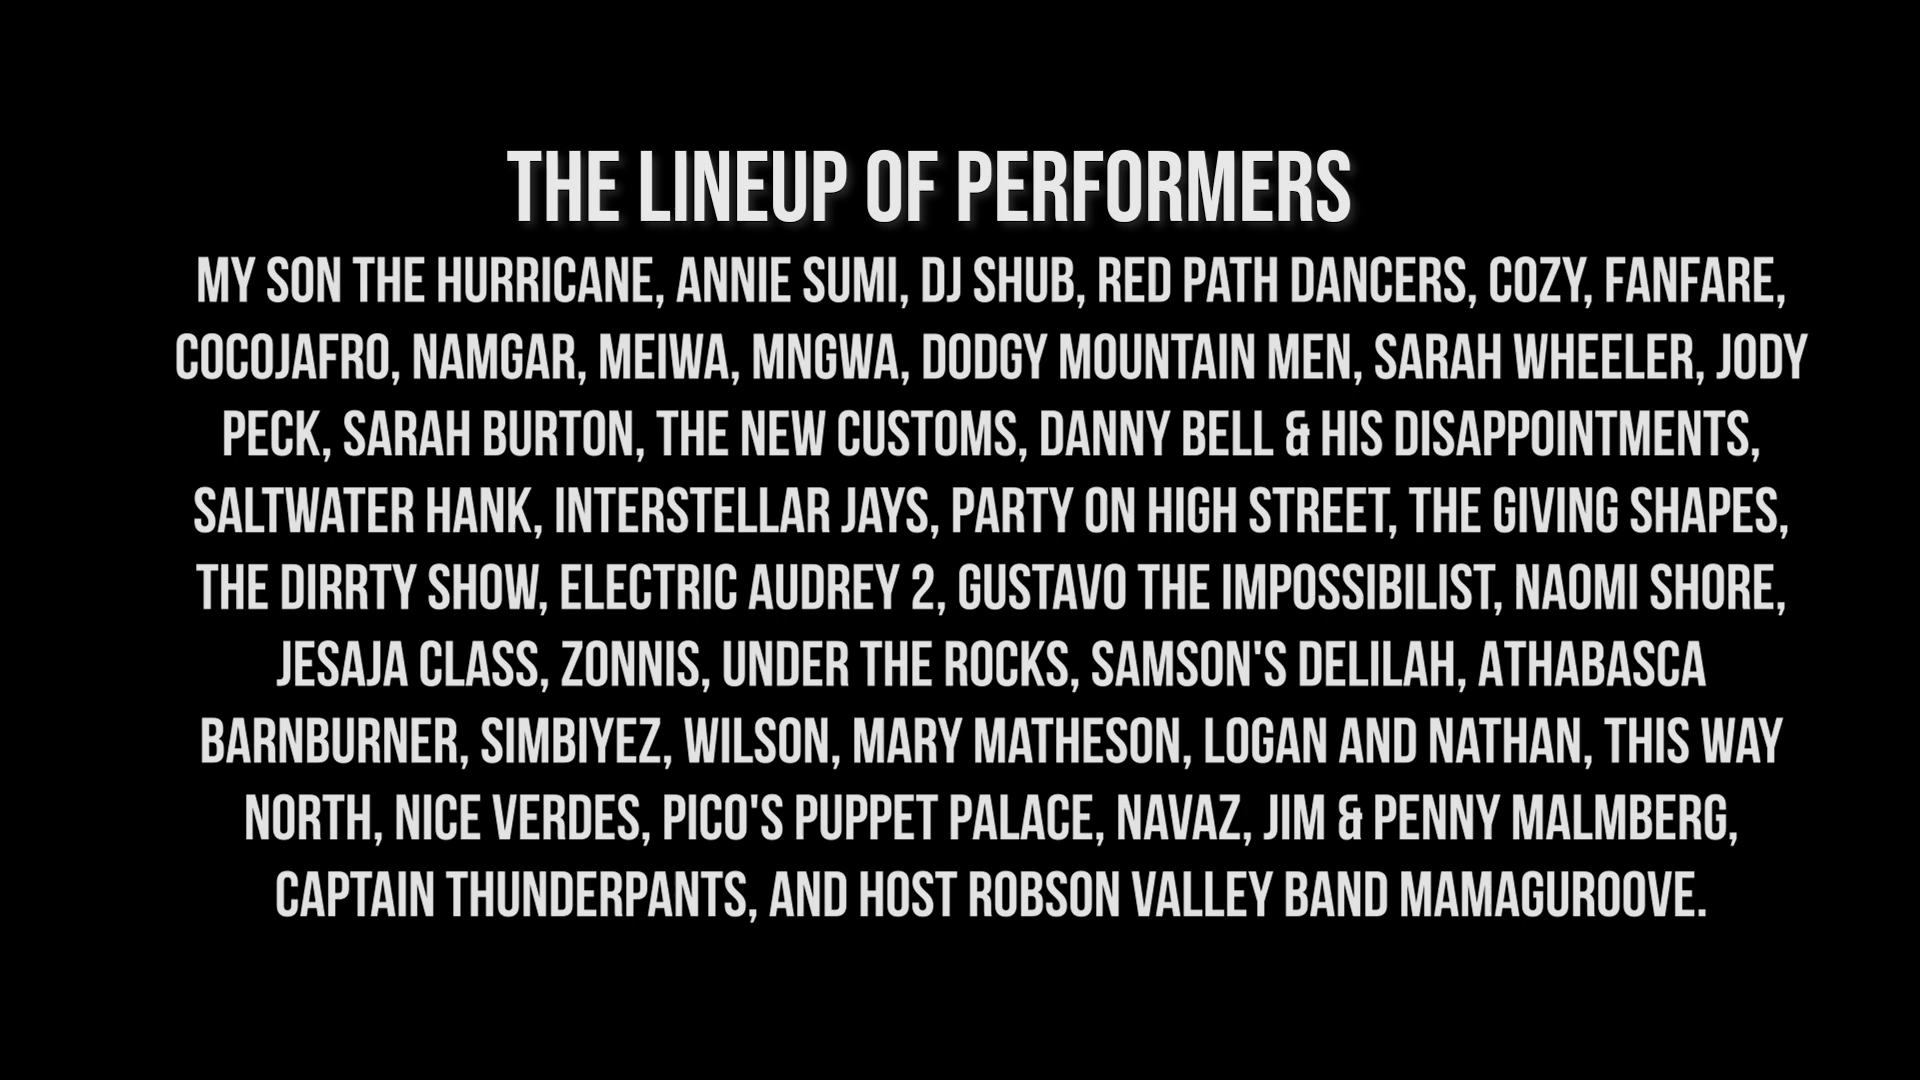 THE LINEUP OF PERFORMERS
MY SON THE HURRICANE, ANNIE SUMI, DJ SHUB, RED PATH DANCERS, COZY, FANFARE,
COCOJAFRO, NAMGAR, MEIWA, MNGWA, DODGY MOUNTAIN MEN, SARAH WHEELER, JODY
PECK, SARAH BURTON, THE NEW CUSTOMS, DANNY BELL & HIS DISAPPOINTMENTS,
SALTWATER HANK, INTERSTELLAR JAYS, PARTY ON HIGH STREET, THE GIVING SHAPES,
THE DIRRTY SHOW, ELECTRIC AUDREY 2, GUSTAVO THE IMPOSSIBILIST, NAOMI SHORE,
JESAJA CLASS, ZONNIS, UNDER THE ROCKS, SAMSON'S DELILAH, ATHABASCA
BARNBURNER, SIMBIYEZ, WILSON, MARY MATHESON, LOGAN AND NATHAN, THIS WAY
NORTH, NICE VERDES, PICO'S PUPPET PALACE, NAVAZ, JIM & PENNY MALMBERG,
CAPTAIN THUNDERPANTS, AND HOST ROBSON VALLEY BAND MAMAGUROOVE.